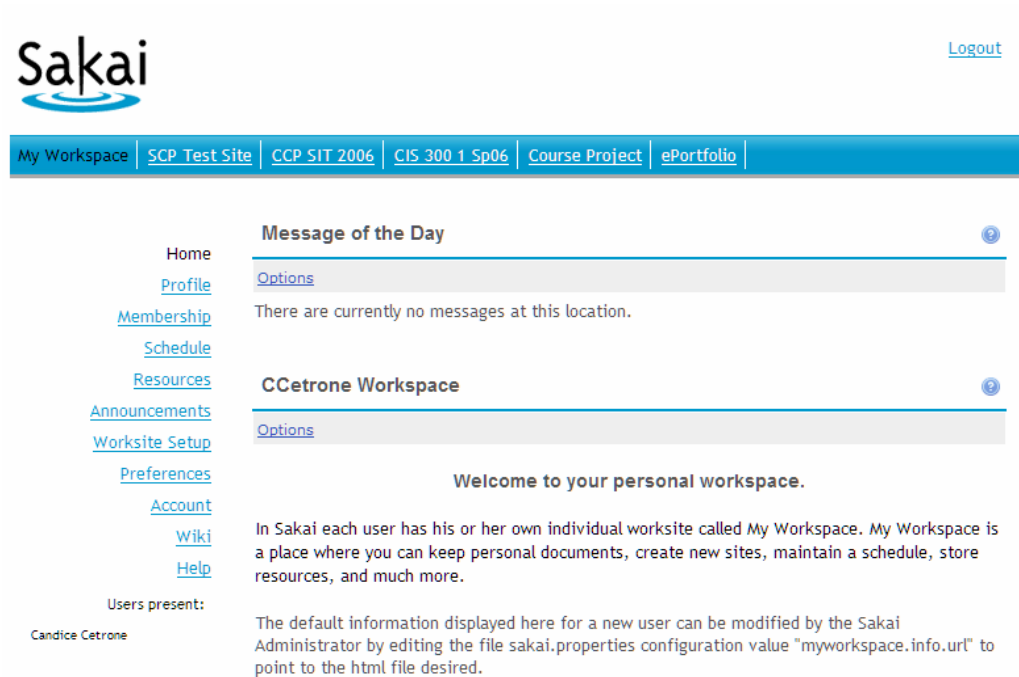 Sakai
Logout
My Workspace SCP Test Site CCP SIT 2006 CIS 300 1 Sp06 Course Project ePortfolio
Home
Profile
Membership
Schedule
Resources
Announcements
Worksite Setup
Preferences
Account
Wiki
Help
Users present:
Candice Cetrone
Message of the Day
?
Options
There are currently no messages at this location.
CCetrone Workspace
?
Options
Welcome to your personal workspace.
In Sakai each user has his or her own individual worksite called My Workspace. My Workspace is
a place where you can keep personal documents, create new sites, maintain a schedule, store
resources, and much more.
The default information displayed here for a new user can be modified by the Sakai
Administrator by editing the file sakai.properties configuration value "myworkspace.info.url" to
point to the html file desired.